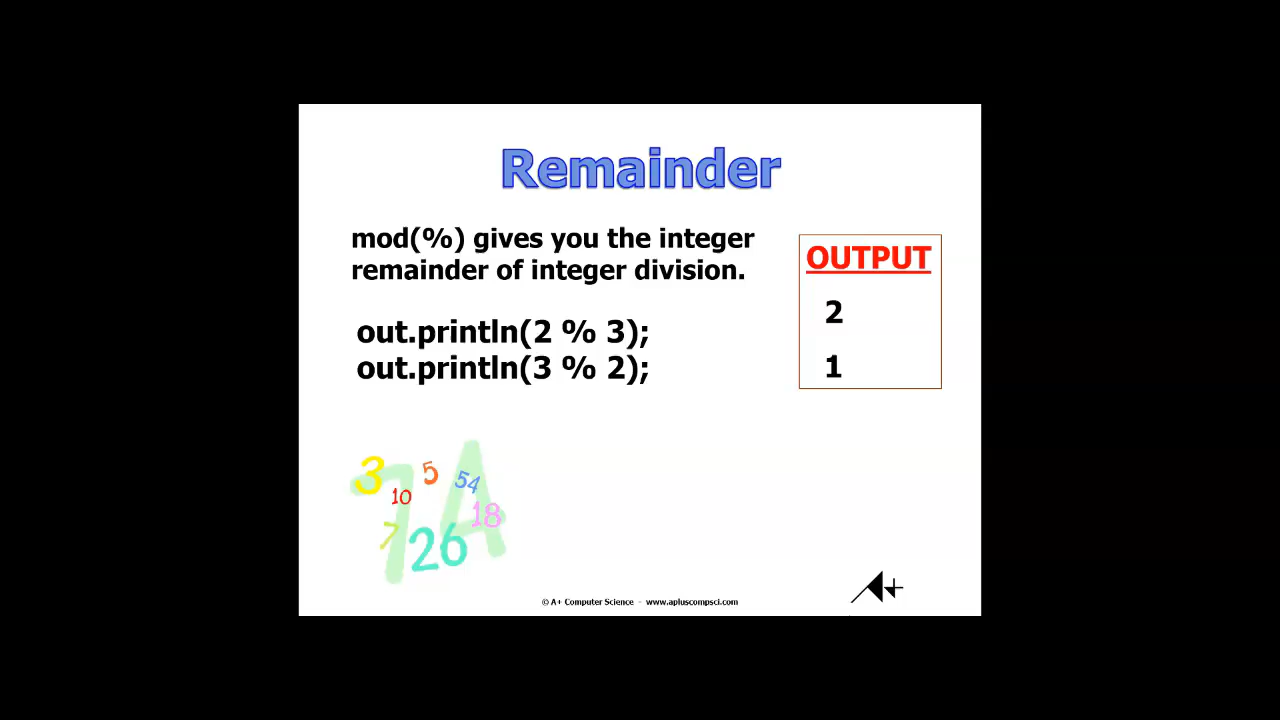 Remainder
mod(%) gives you the integer
remainder of integer division.
out.println(2 % 3);
out.println(3 % 2);
OUTPUT
2
1
3
5
54
10
18
7
26
© A+ Computer Science - www.apluscompsci.com
A+